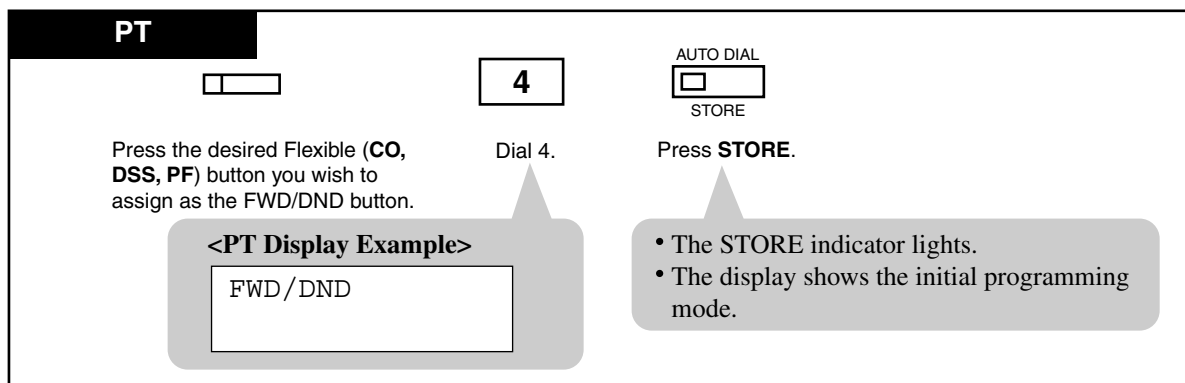 PT
4
AUTO DIAL
STORE
Press the desired Flexible (CO,
DSS, PF) button you wish to
assign as the FWD/DND button.
Dial 4.
Press STORE.
<PT Display Example>
FWD/DND
• The STORE indicator lights.
• The display shows the initial programming
mode.